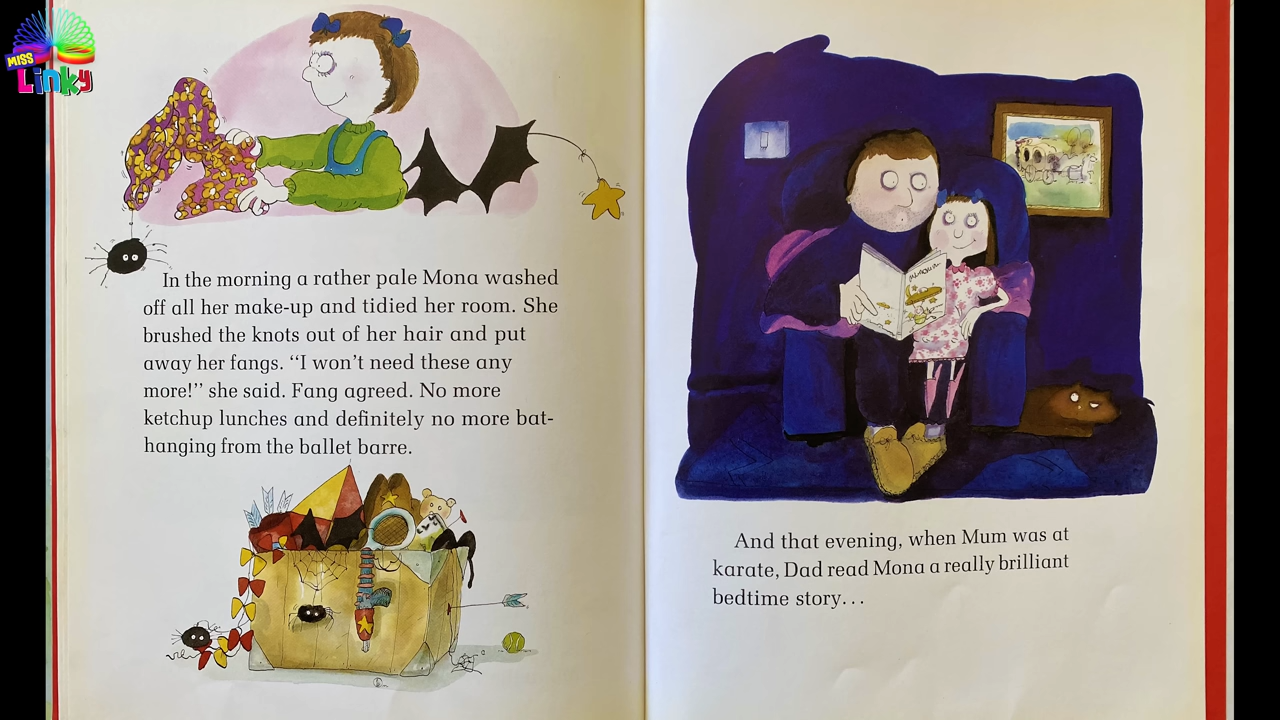 MISS
Linky
In the morning a rather pale Mona washed
off all her make-up and tidied her room. She
brushed the knots out of her hair and put
away her fangs. “I won’t need these any
more!” she said. Fang agreed. No more
ketchup lunches and definitely no more bat-
hanging from the ballet barre.
And that evening, when Mum was at
karate, Dad read Mona a really brilliant
bedtime story...